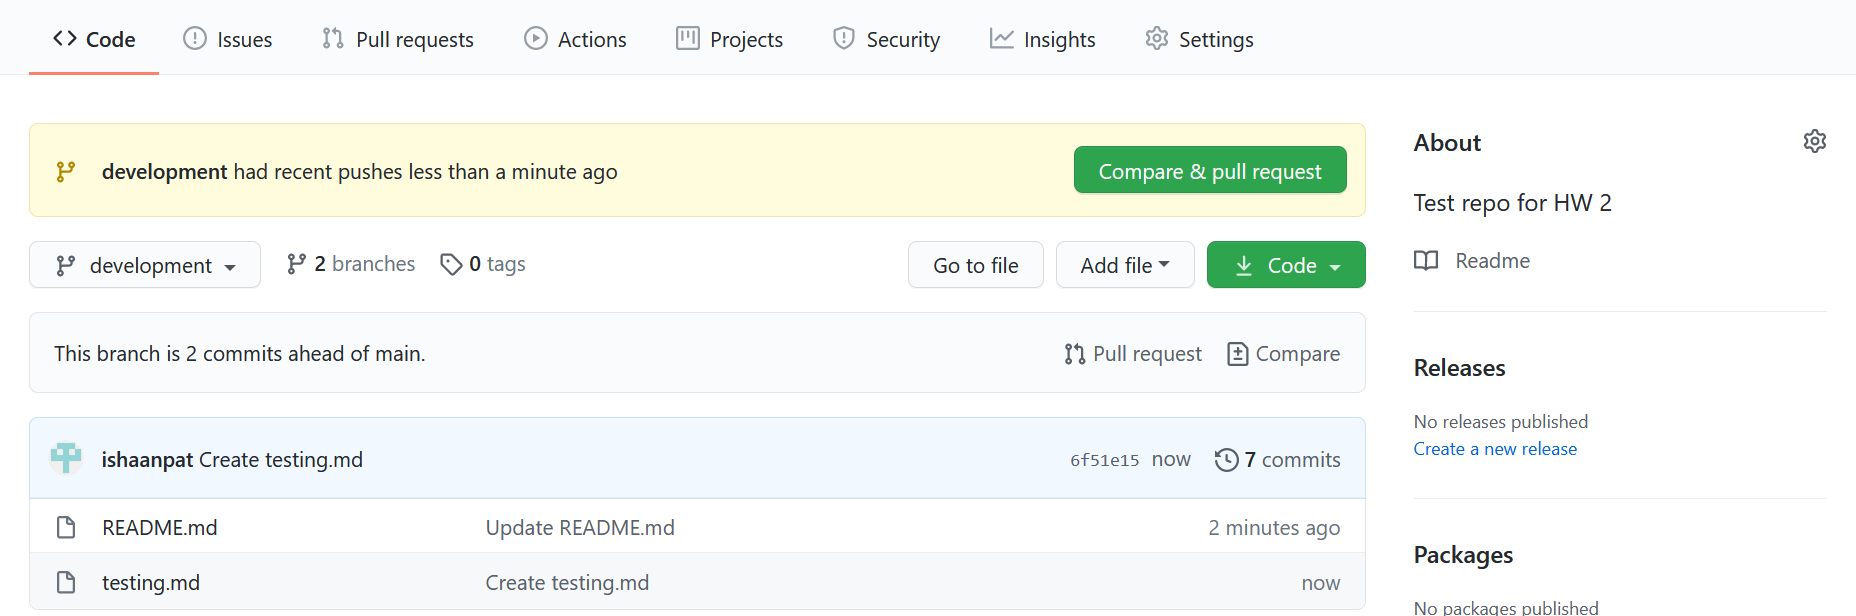 Code Issues Pull requests Actions Projects Security Insights Settings
development had recent pushes less than a minute ago Compare & pull request
development 2 branches 0 tags Go to file Add file Code
This branch is 2 commits ahead of main. Pull request Compare
ishaanpat Create testing.md 6f51e15 now 7 commits
README.md Update README.md 2 minutes ago
testing.md Create testing.md now
About
Test repo for HW 2
Readme
Releases
No releases published
Create a new release
Packages
No packages published